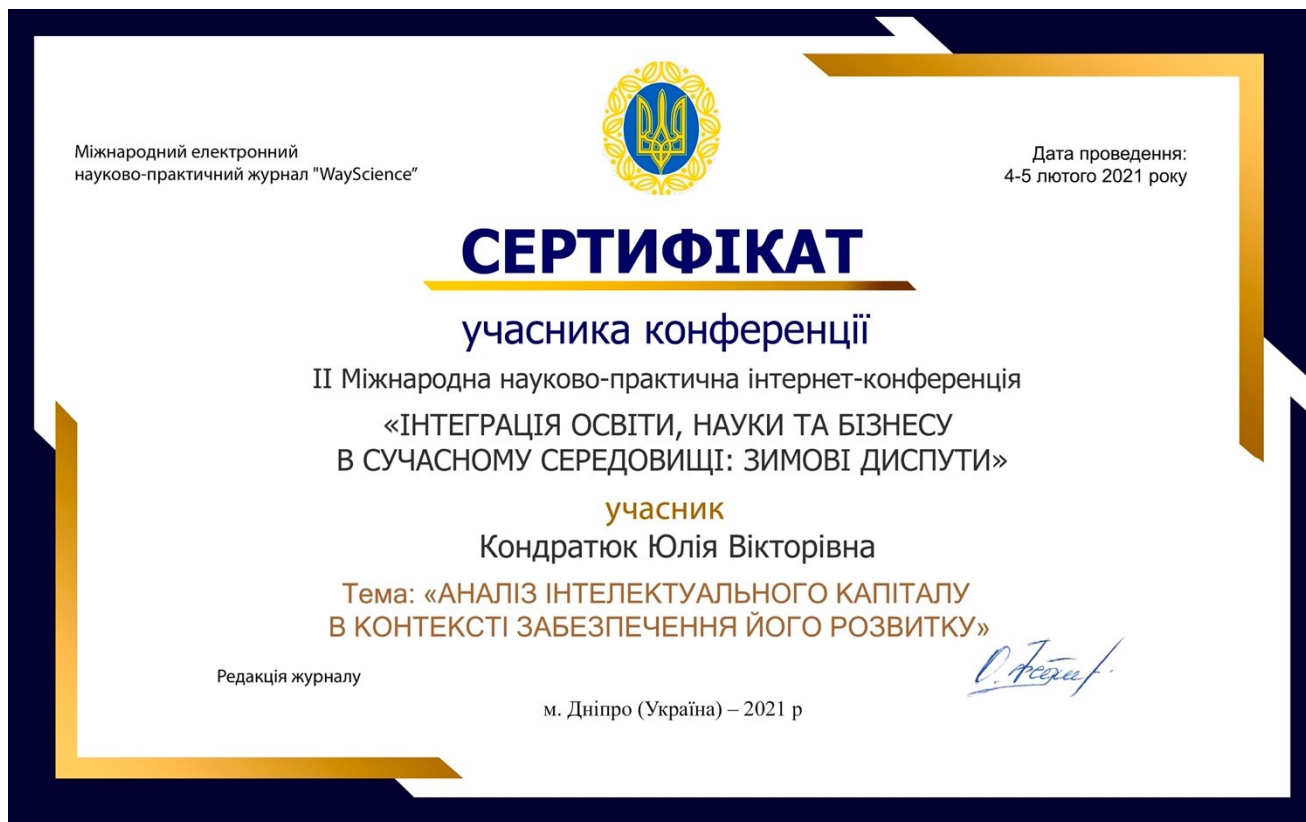 Міжнародний електронний
науково-практичний журнал "WayScience”
Дата проведення:
4-5 лютого 2021 року
СЕРТИФІКАТ
учасника конференції
ІІ Міжнародна науково-практична інтернет-конференція
«ІНТЕГРАЦІЯ ОСВІТИ, НАУКИ ТА БІЗНЕСУ
В СУЧАСНОМУ СЕРЕДОВИЩІ: ЗИМОВІ ДИСПУТИ»
учасник
Кондратюк Юлія Вікторівна
Тема: «АНАЛІЗ ІНТЕЛЕКТУАЛЬНОГО КАПІТАЛУ
В КОНТЕКСТІ ЗАБЕЗПЕЧЕННЯ ЙОГО РОЗВИТКУ»
Редакція журналу
м. Дніпро (Україна) – 2021 р